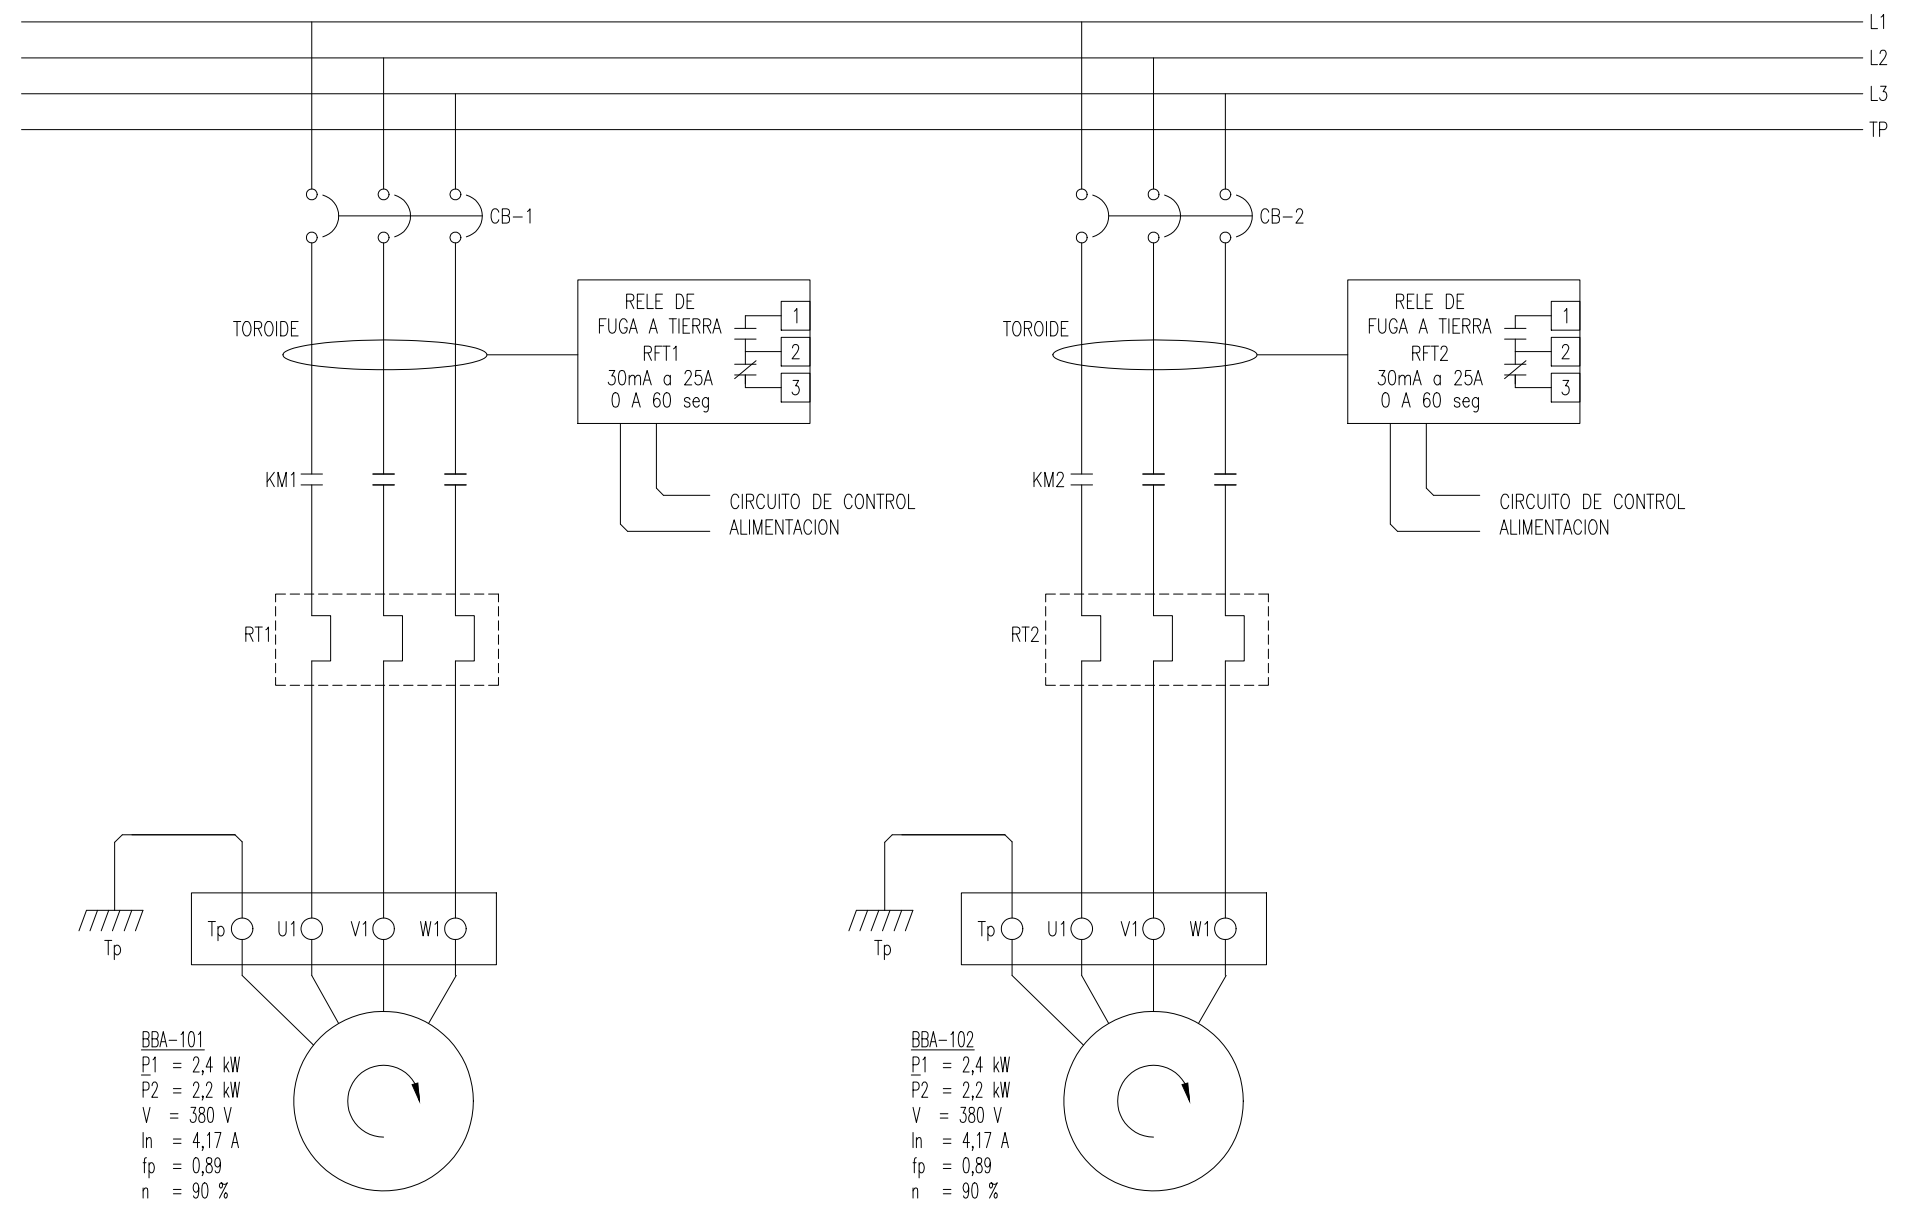 L1
L2
L3
TP
CB-1
TOROIDE
RELE DE
FUGA A TIERRA
RFT1
30mA a 25A
0 A 60 seg
1
2
3
KM1
CIRCUITO DE CONTROL
ALIMENTACION
RT1
Tp
Tp
U1
V1
W1
BBA-101
P1 = 2,4 kW
P2 = 2,2 kW
V = 380 V
In = 4,17 A
fp = 0,89
n = 90 %
CB-2
TOROIDE
RELE DE
FUGA A TIERRA
RFT2
30mA a 25A
0 A 60 seg
1
2
3
KM2
CIRCUITO DE CONTROL
ALIMENTACION
RT2
Tp
Tp
U1
V1
W1
BBA-102
P1 = 2,4 kW
P2 = 2,2 kW
V = 380 V
In = 4,17 A
fp = 0,89
n = 90 %